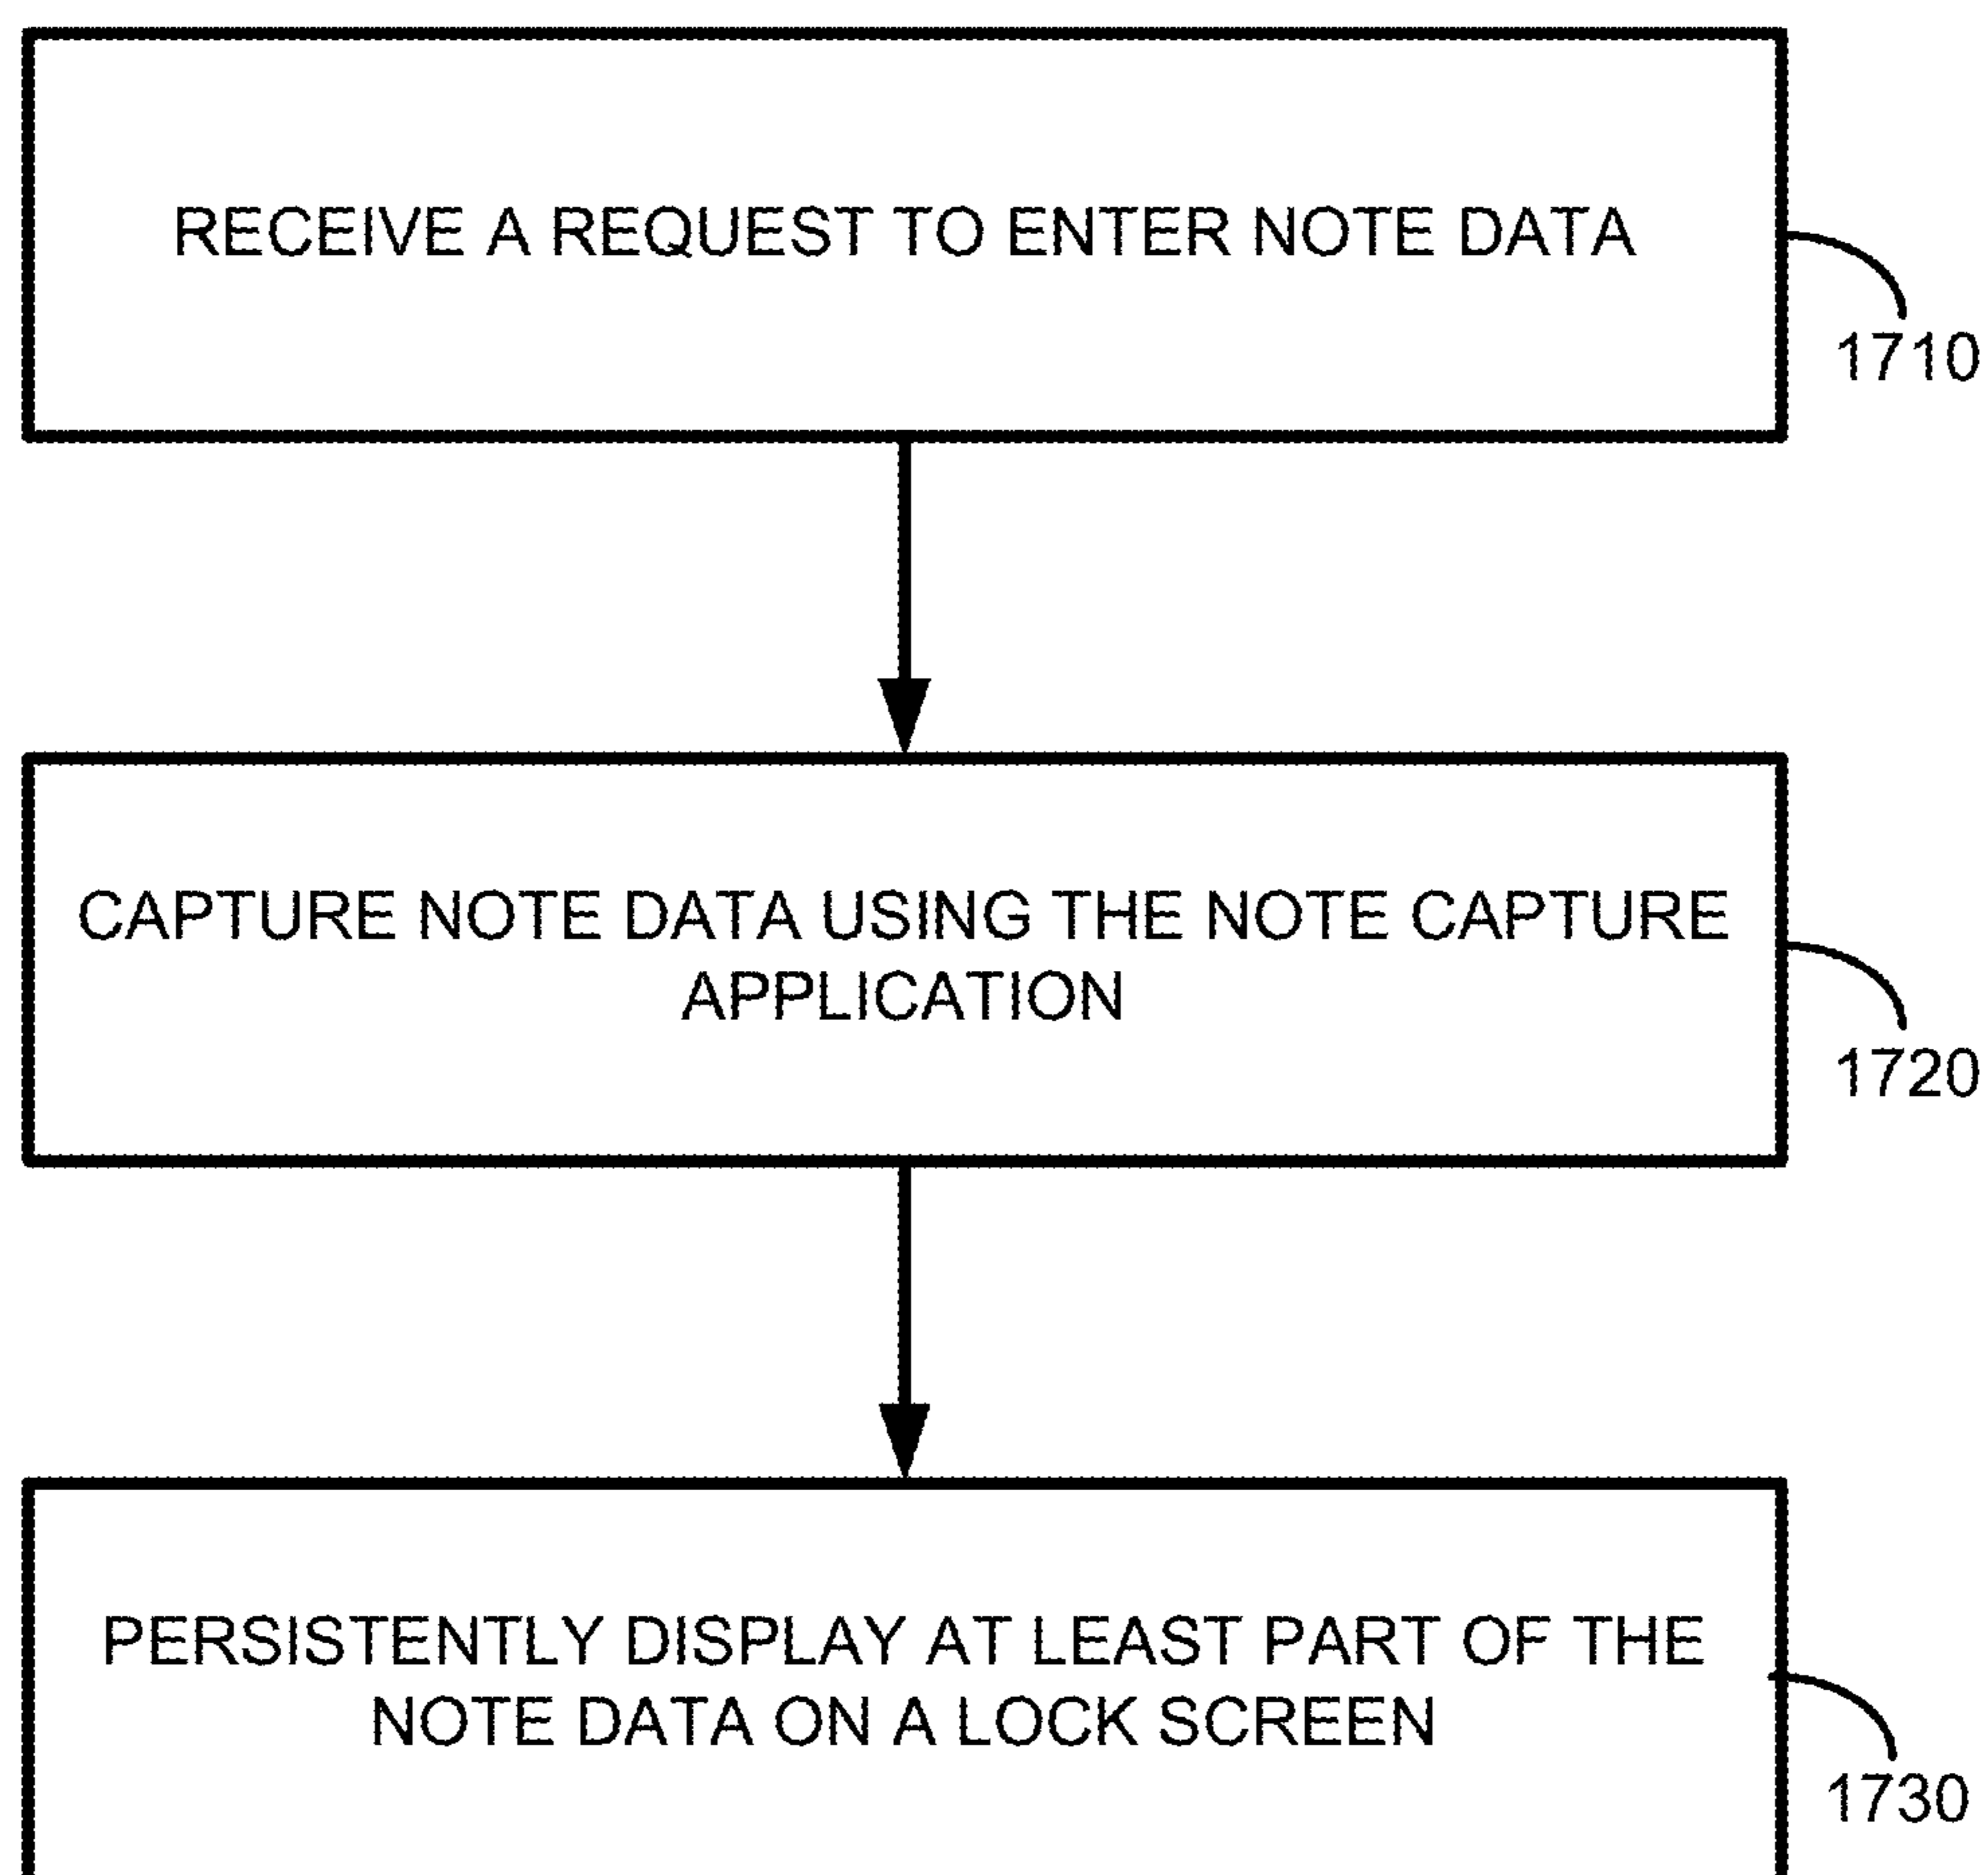 RECEIVE A REQUEST TO ENTER NOTE DATA
1710
CAPTURE NOTE DATA USING THE NOTE CAPTURE
APPLICATION
1720
PERSISTENTLY DISPLAY AT LEAST PART OF THE
NOTE DATA ON A LOCK SCREEN
1730